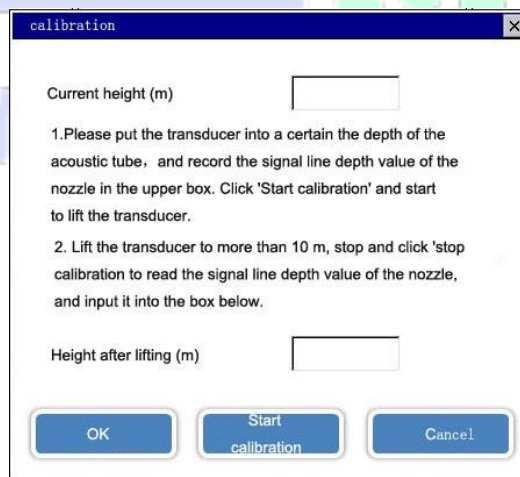 calibration
Current height (m)
1.Please put the transducer into a certain the depth of the
acoustic tube, and record the signal line depth value of the
nozzle in the upper box. Click 'Start calibration' and start
to lift the transducer.
2. Lift the transducer to more than 10 m, stop and click 'stop
calibration to read the signal line depth value of the nozzle,
and input it into the box below.
Height after lifting (m)
OK
Start
calibration
Cancel